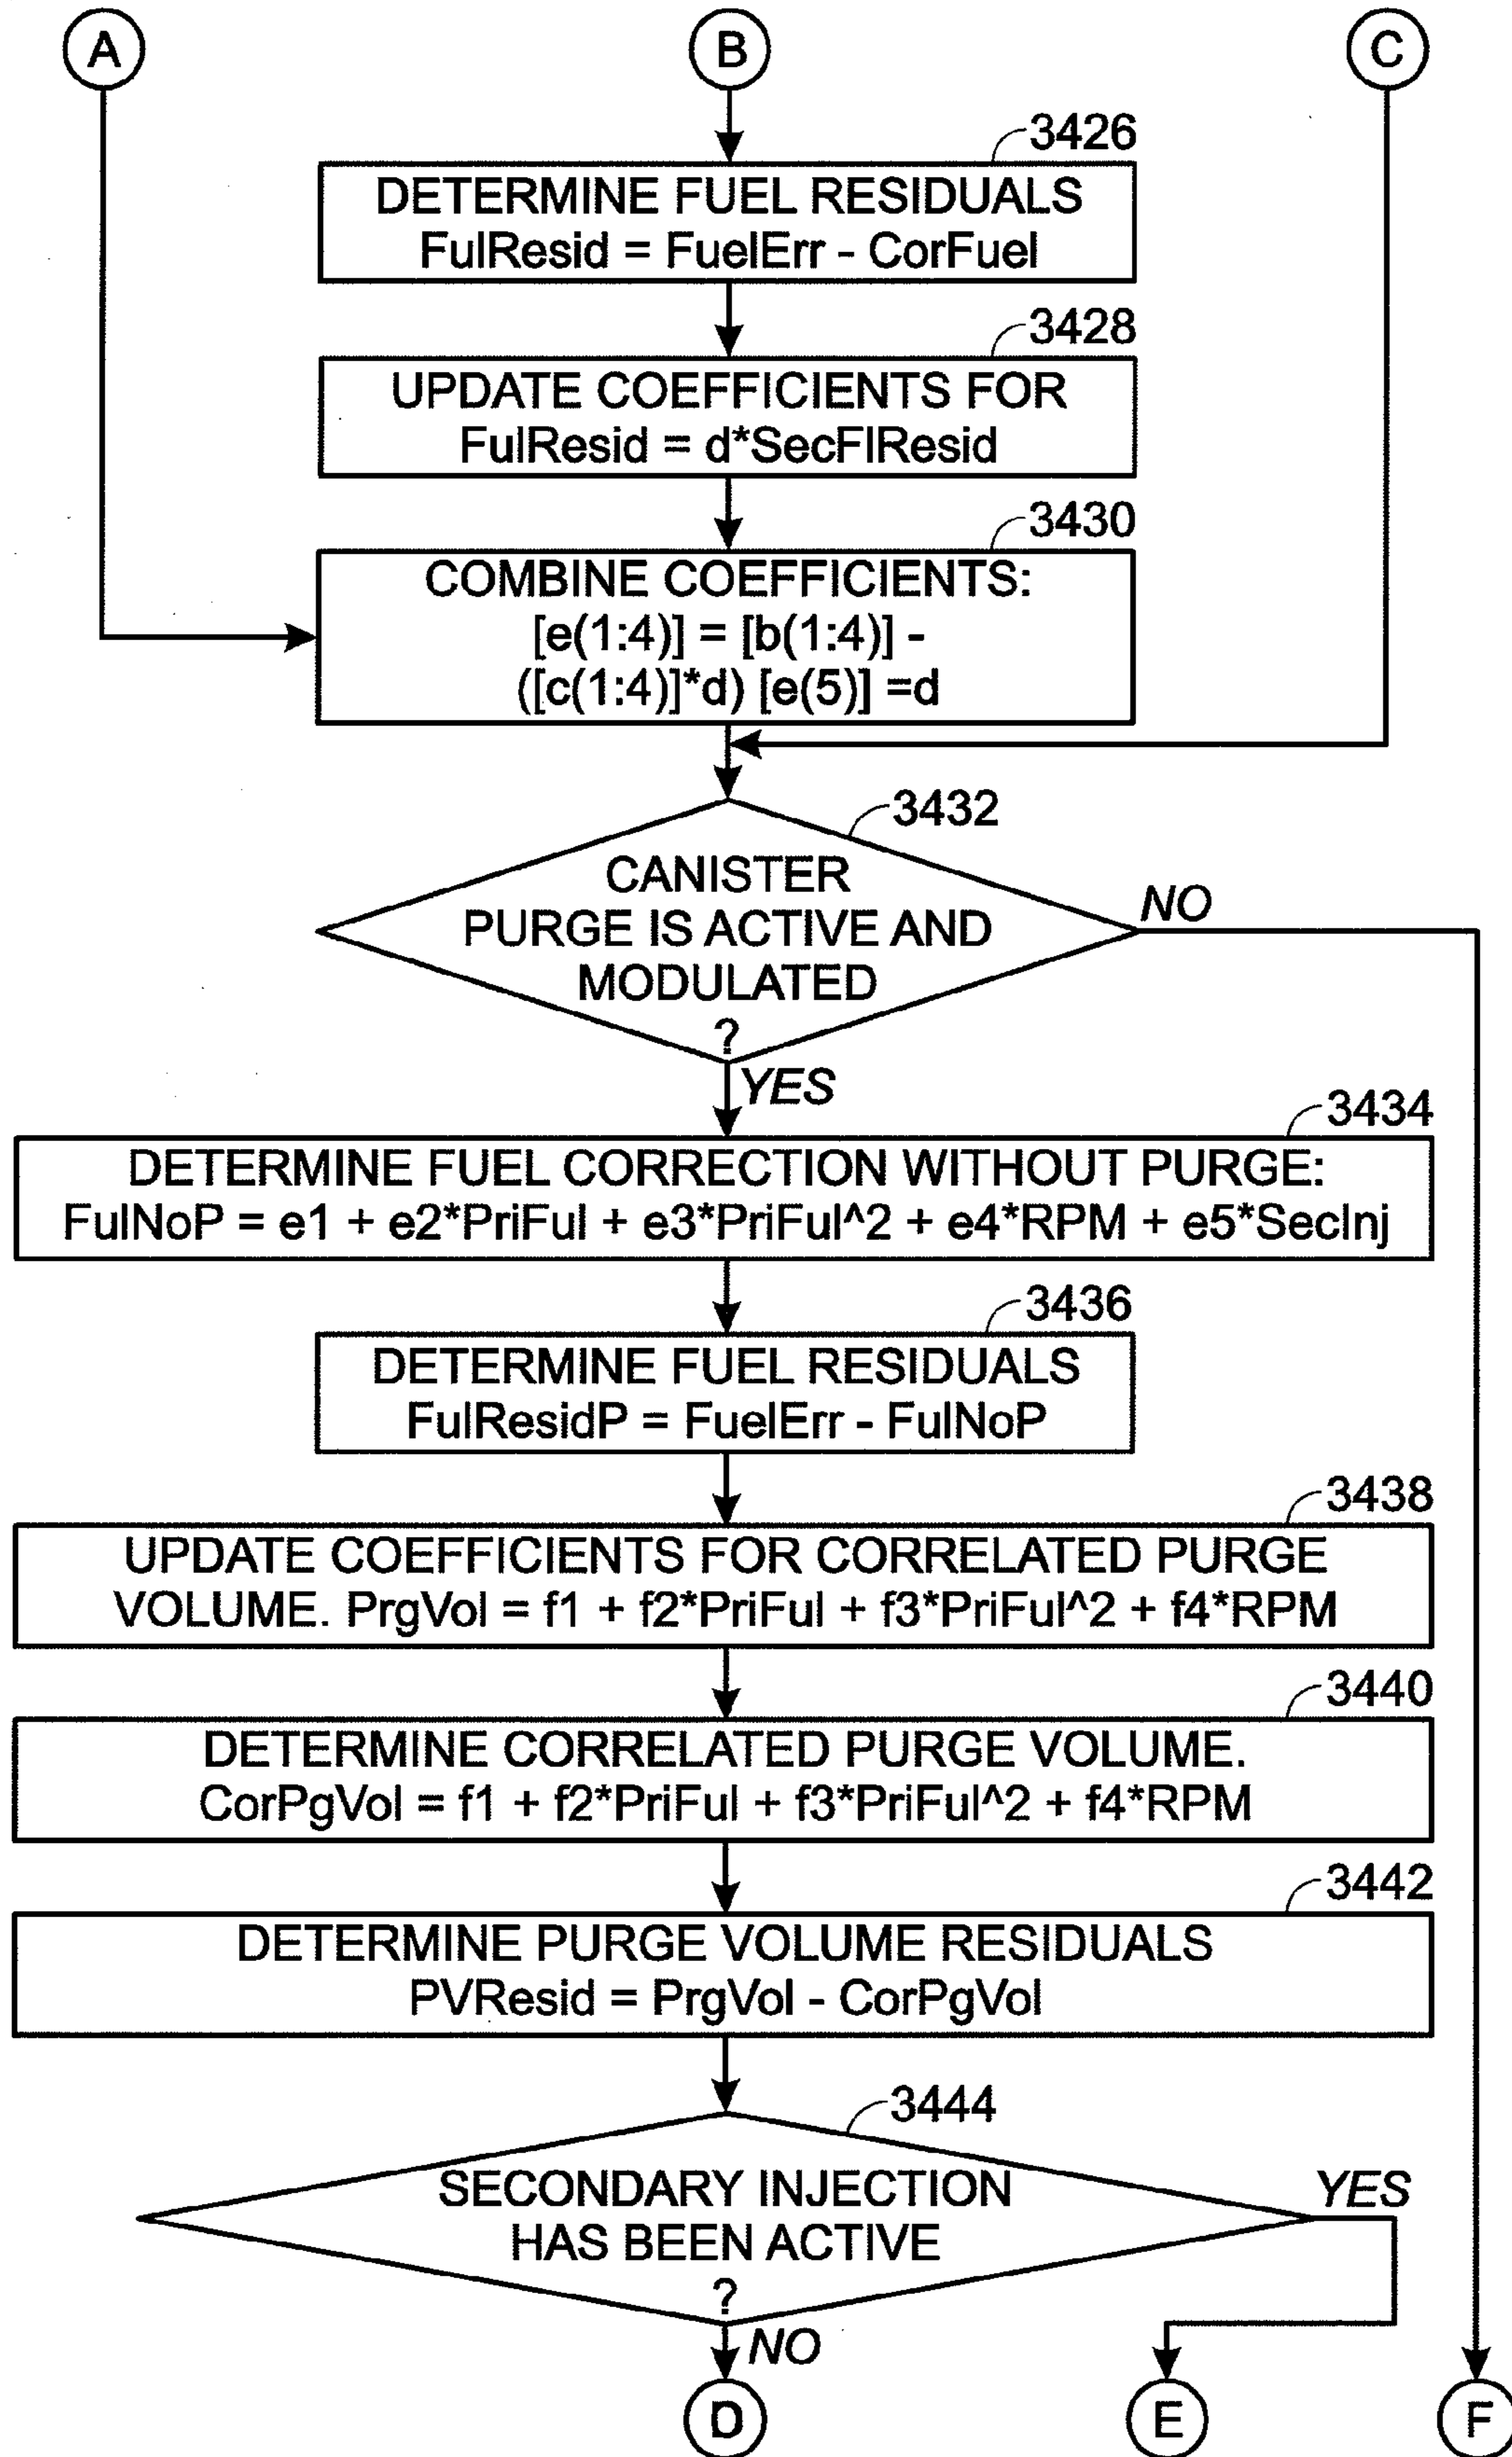 A
B
C
3426
DETERMINE FUEL RESIDUALS
FulResid = FuelErr - CorFuel
3428
UPDATE COEFFICIENTS FOR
FulResid = d*SecFlResid
3430
COMBINE COEFFICIENTS:
[e(1:4)] = [b(1:4)] -
([c(1:4)]*d) [e(5)] =d
3432
CANISTER
PURGE IS ACTIVE AND
MODULATED
?
NO
YES
3434
DETERMINE FUEL CORRECTION WITHOUT PURGE:
FulNoP = e1 + e2*PriFul + e3*PriFul^2 + e4*RPM + e5*SecInj
3436
DETERMINE FUEL RESIDUALS
FulResidP = FuelErr - FulNoP
3438
UPDATE COEFFICIENTS FOR CORRELATED PURGE
VOLUME. PrgVol = f1 + f2*PriFul + f3*PriFul^2 + f4*RPM
3440
DETERMINE CORRELATED PURGE VOLUME.
CorPgVol = f1 + f2*PriFul + f3*PriFul^2 + f4*RPM
3442
DETERMINE PURGE VOLUME RESIDUALS
PVResid = PrgVol - CorPgVol
3444
SECONDARY INJECTION
HAS BEEN ACTIVE
?
YES
NO
D
E
F